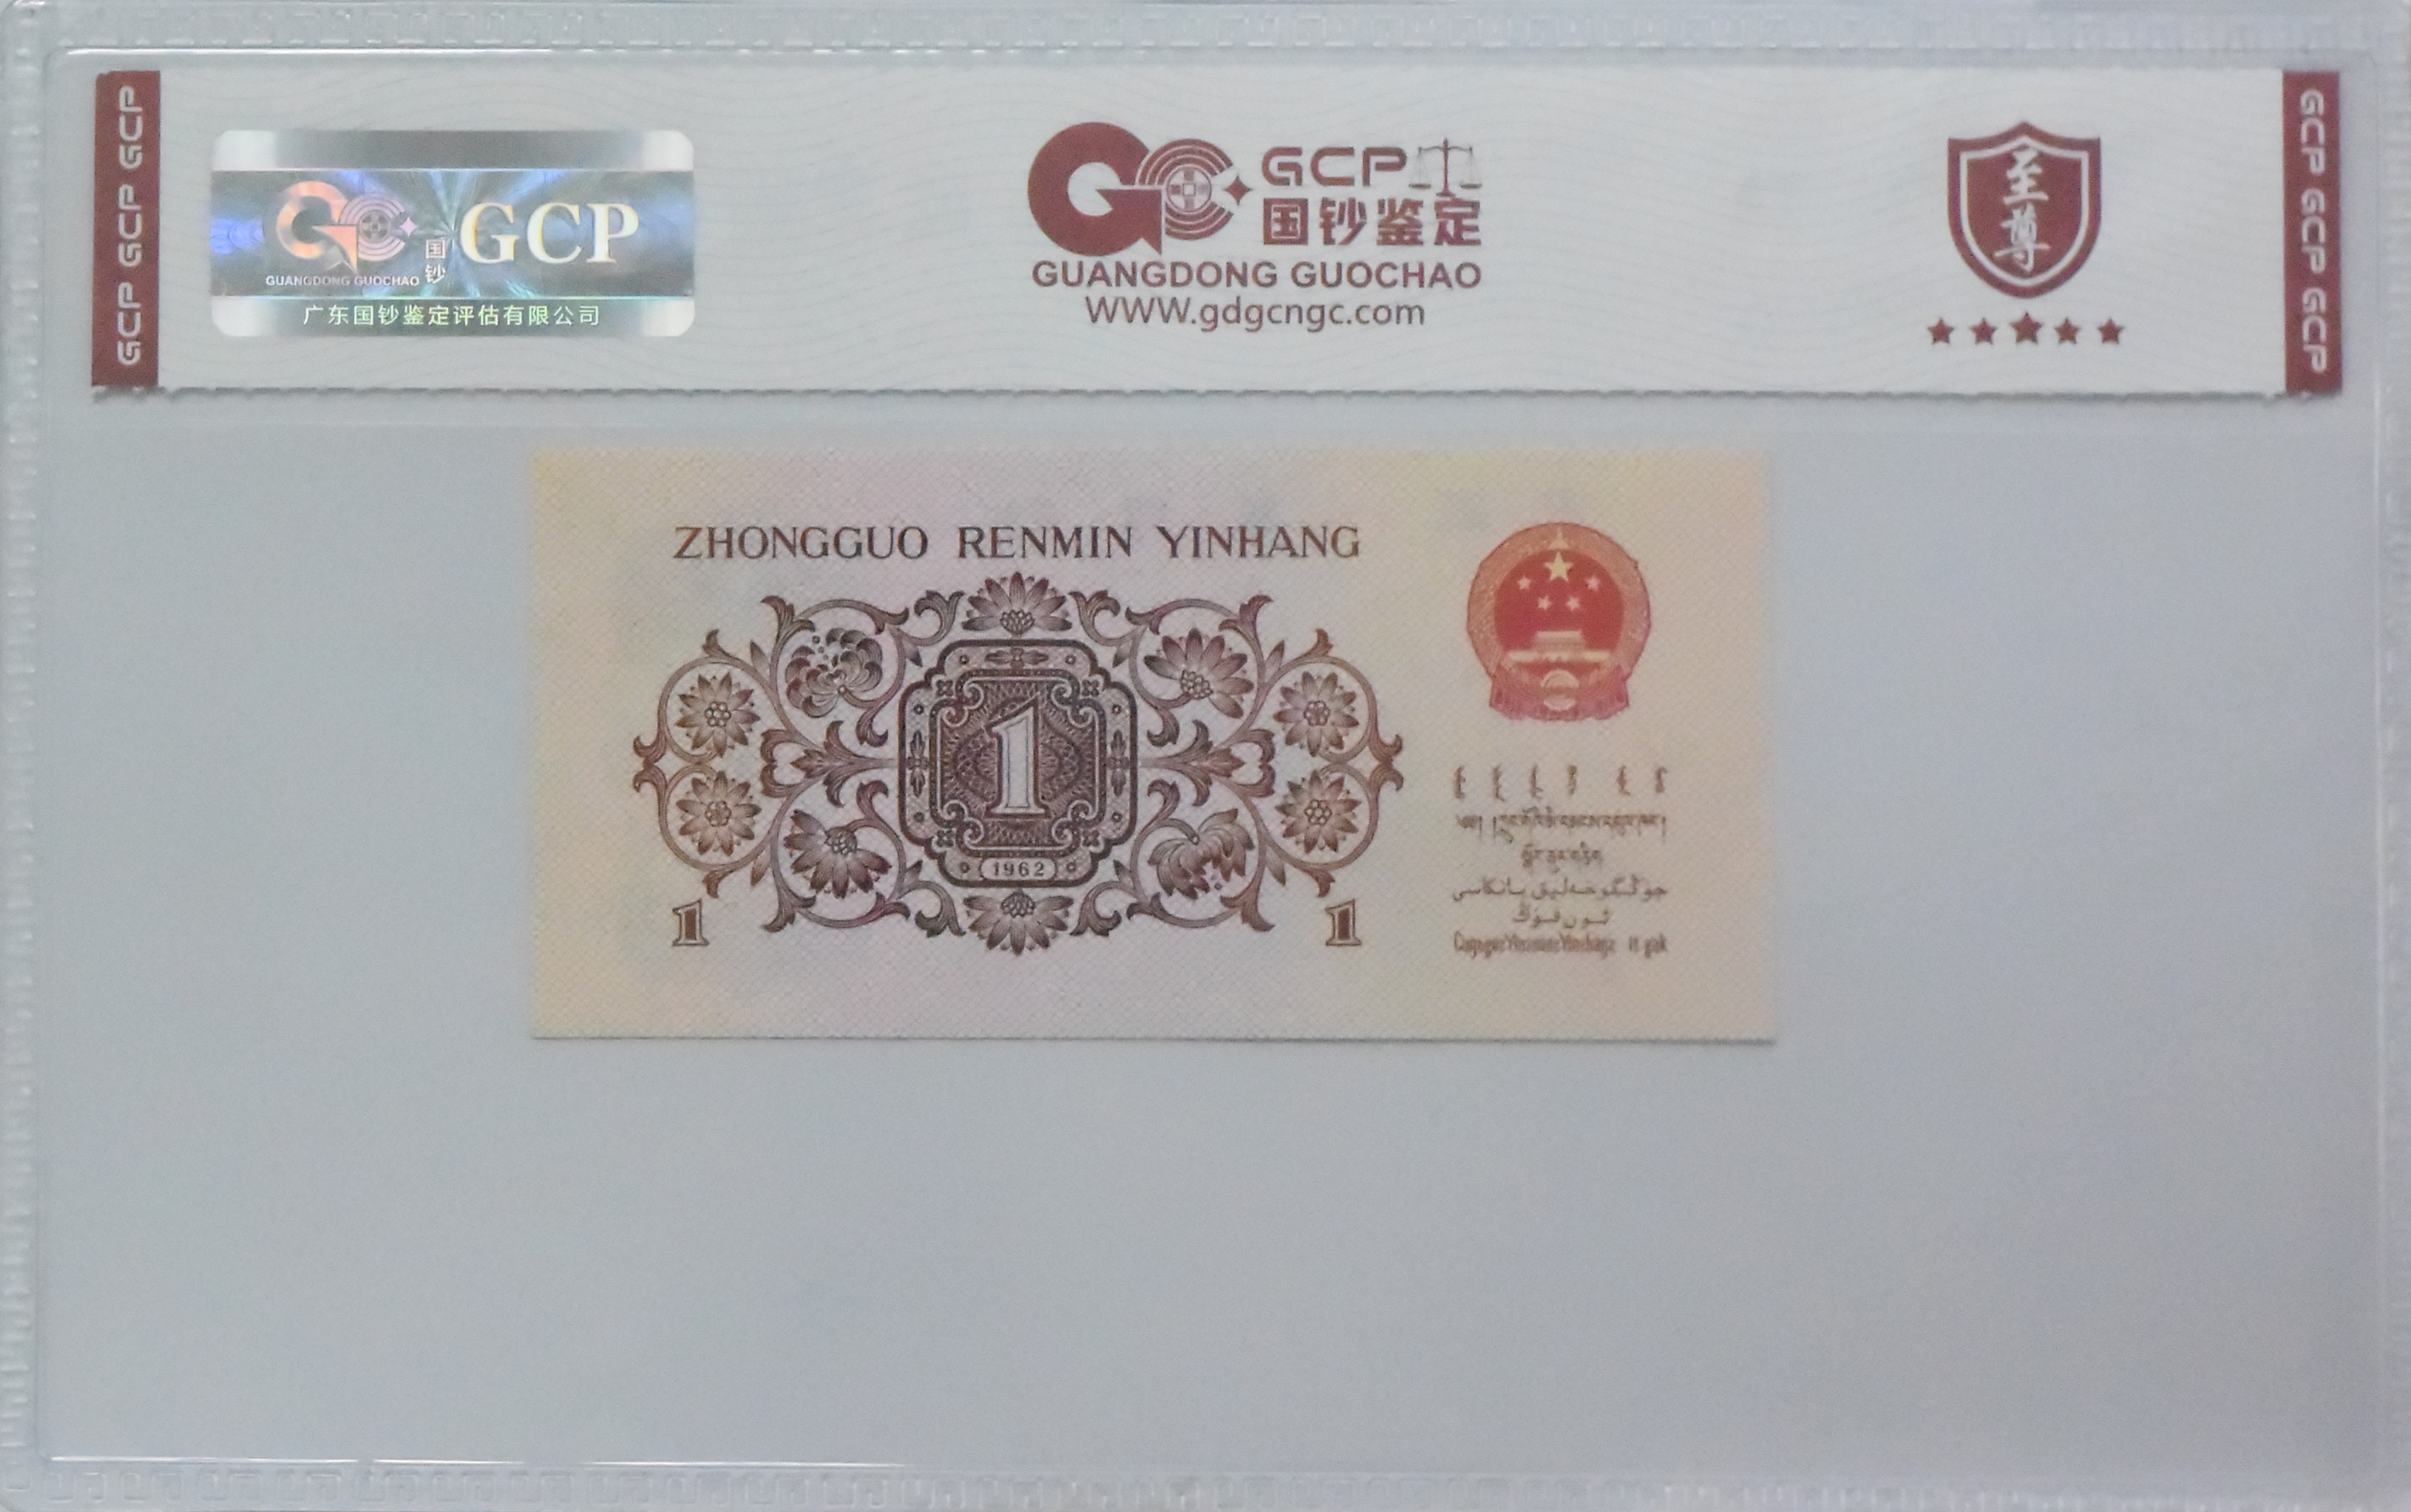 GCP GCP GCP
GCP
国钞
GUANGDONG GUOCHAO
广东国钞鉴定评估有限公司
GCP
国钞鉴定
GUANGDONG GUOCHAO
WWW.gdgcngc.com
至尊
GCP GCP GCP
ZHONGGUO RENMIN YINHANG
1
1962
1 1